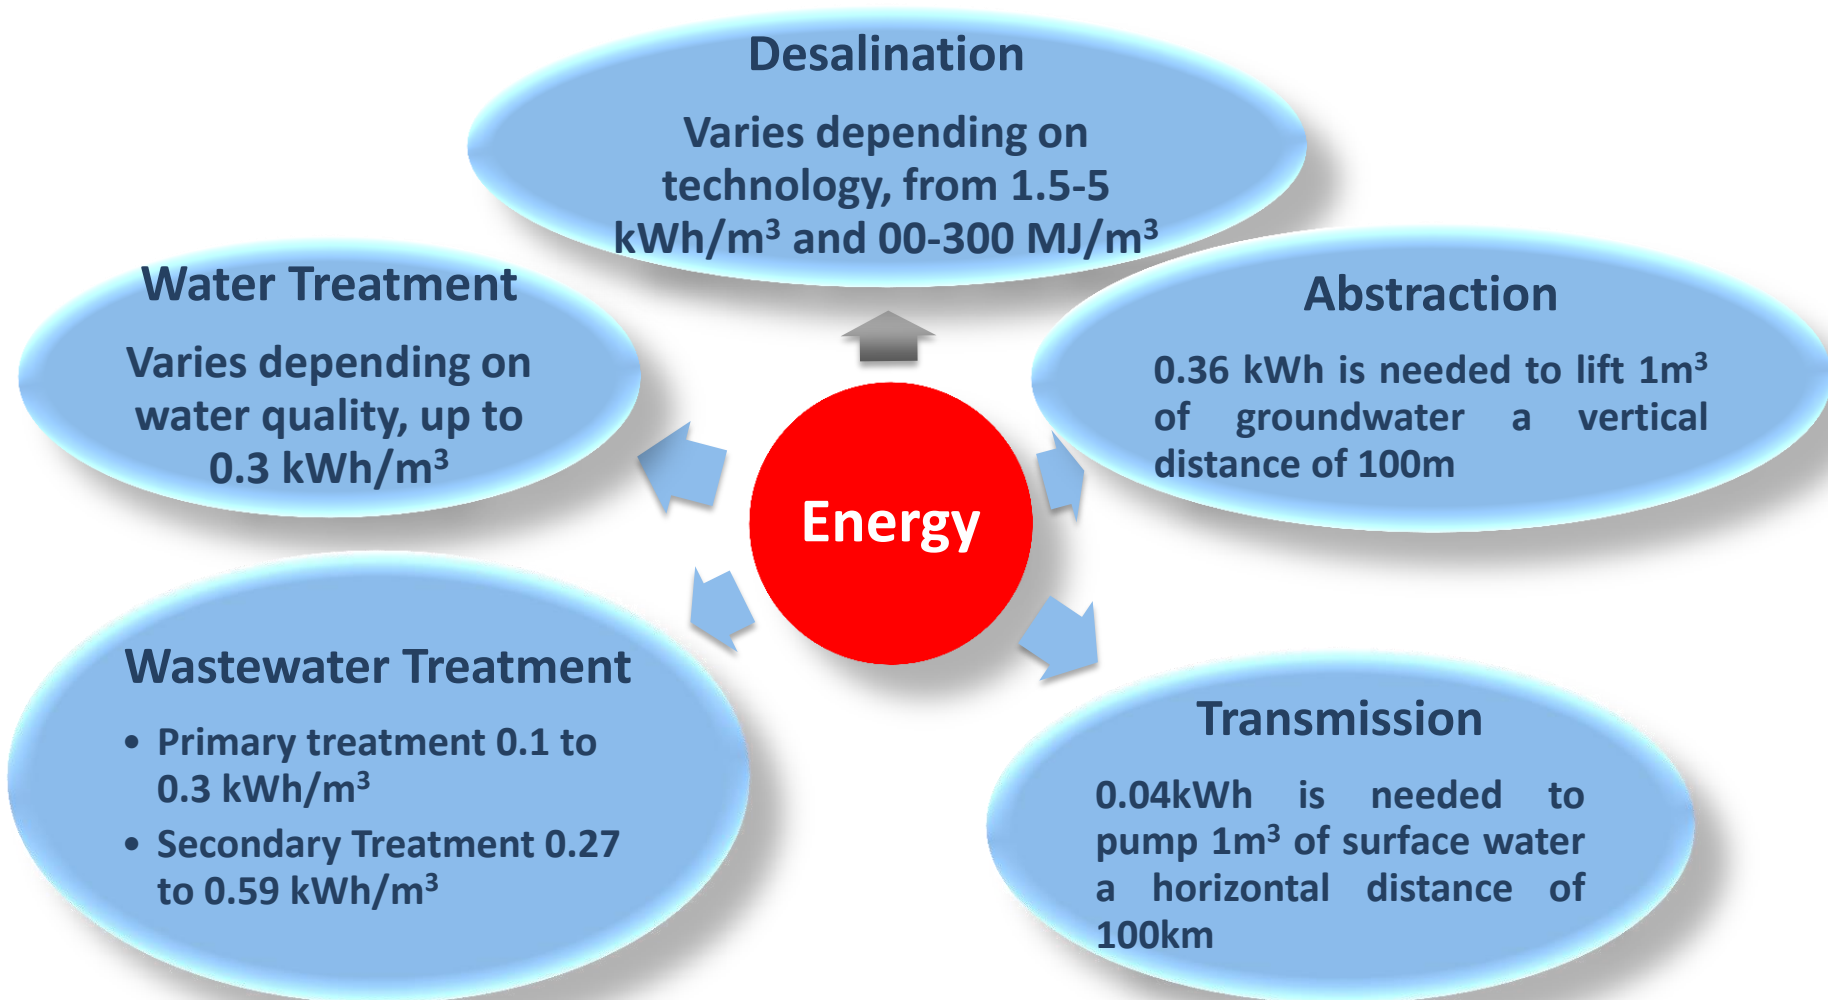 Desalination
Varies depending on
technology, from 1.5-5
kWh/m³ and 00-300 MJ/m³
Water Treatment
Varies depending on
water quality, up to
0.3 kWh/m³
Abstraction
0.36 kWh is needed to lift 1m³
of groundwater a vertical
distance of 100m
Energy
Wastewater Treatment
• Primary treatment 0.1 to
0.3 kWh/m³
• Secondary Treatment 0.27
to 0.59 kWh/m³
Transmission
0.04kWh is needed to
pump 1m³ of surface water
a horizontal distance of
100km